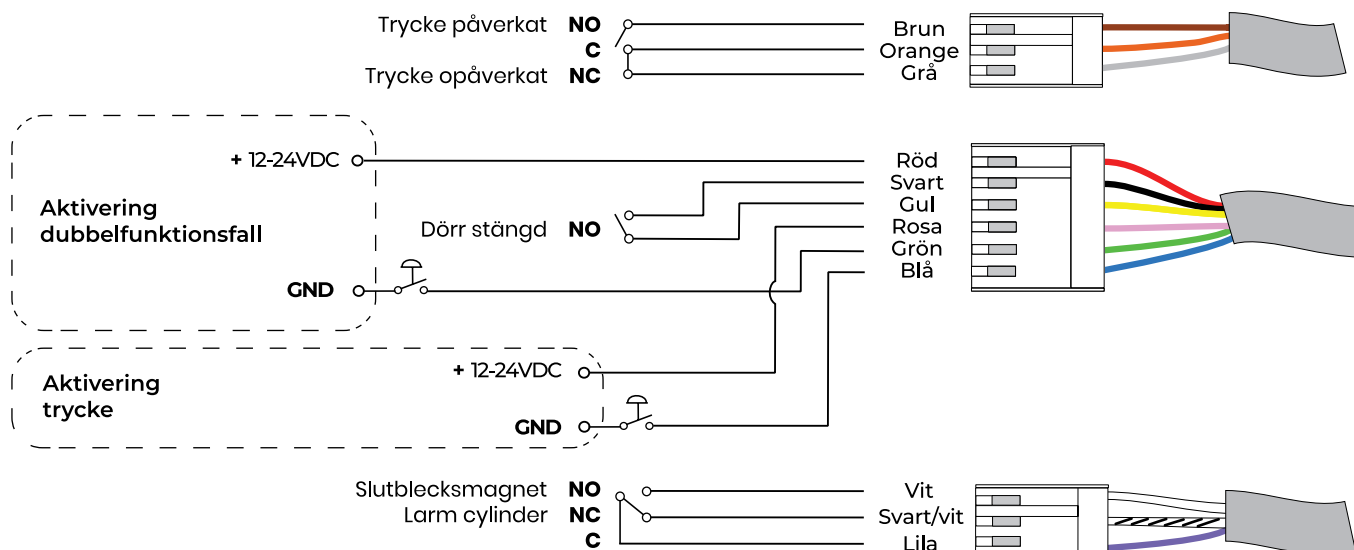 Trycke påverkat NO Brun
C Orange
Trycke opåverkat NC Grå
+ 12-24VDC Röd
Svart
Aktivering
dubbelfunktionsfall
Dörr stängd NO Gul
Rosa
Grön
Blå
GND
+ 12-24VDC
Aktivering
trycke
GND
Slutblecksmagnet NO Vit
Larm cylinder NC Svart/vit
C Lila